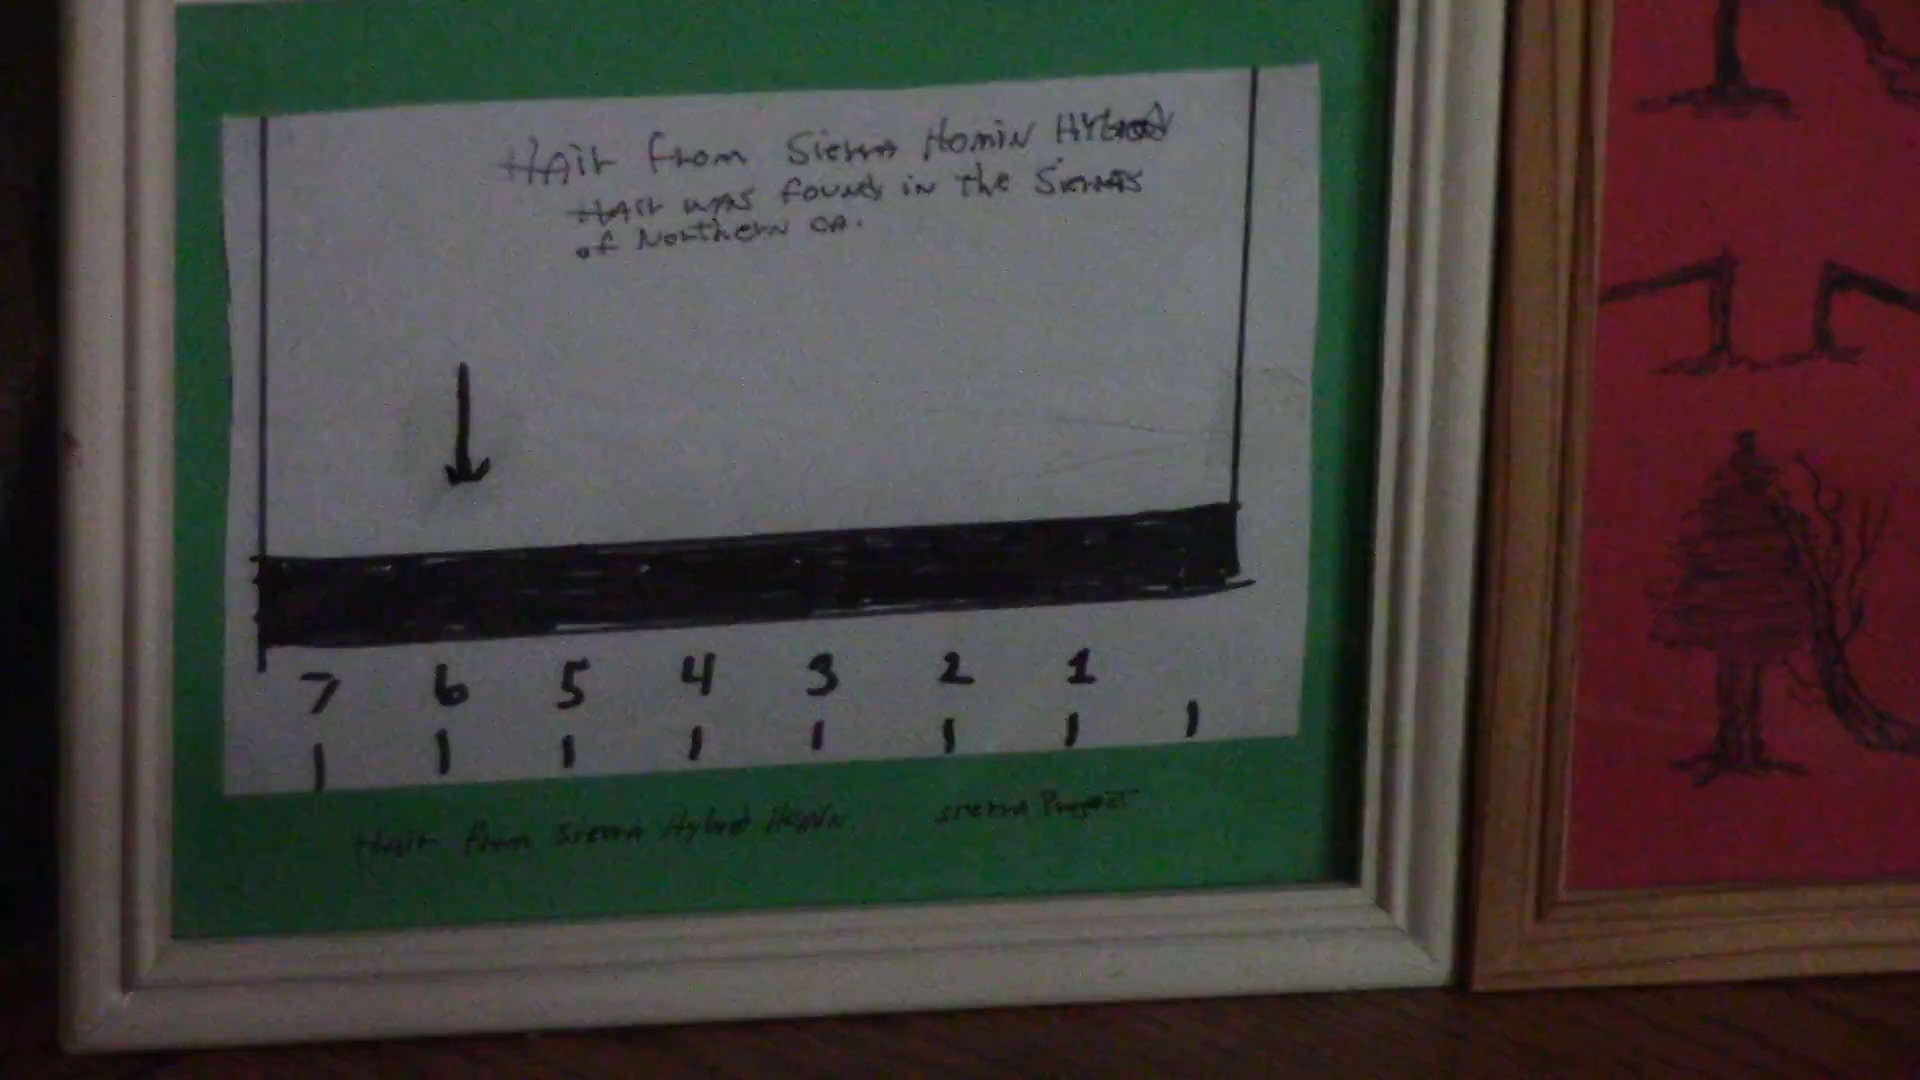 HAir from Sierra Homin HYbrid
HAir was found in the Sierras
of Northern CA.
7 6 5 4 3 2 1
Hair from Sierra Hybrid Homin Sierra Project